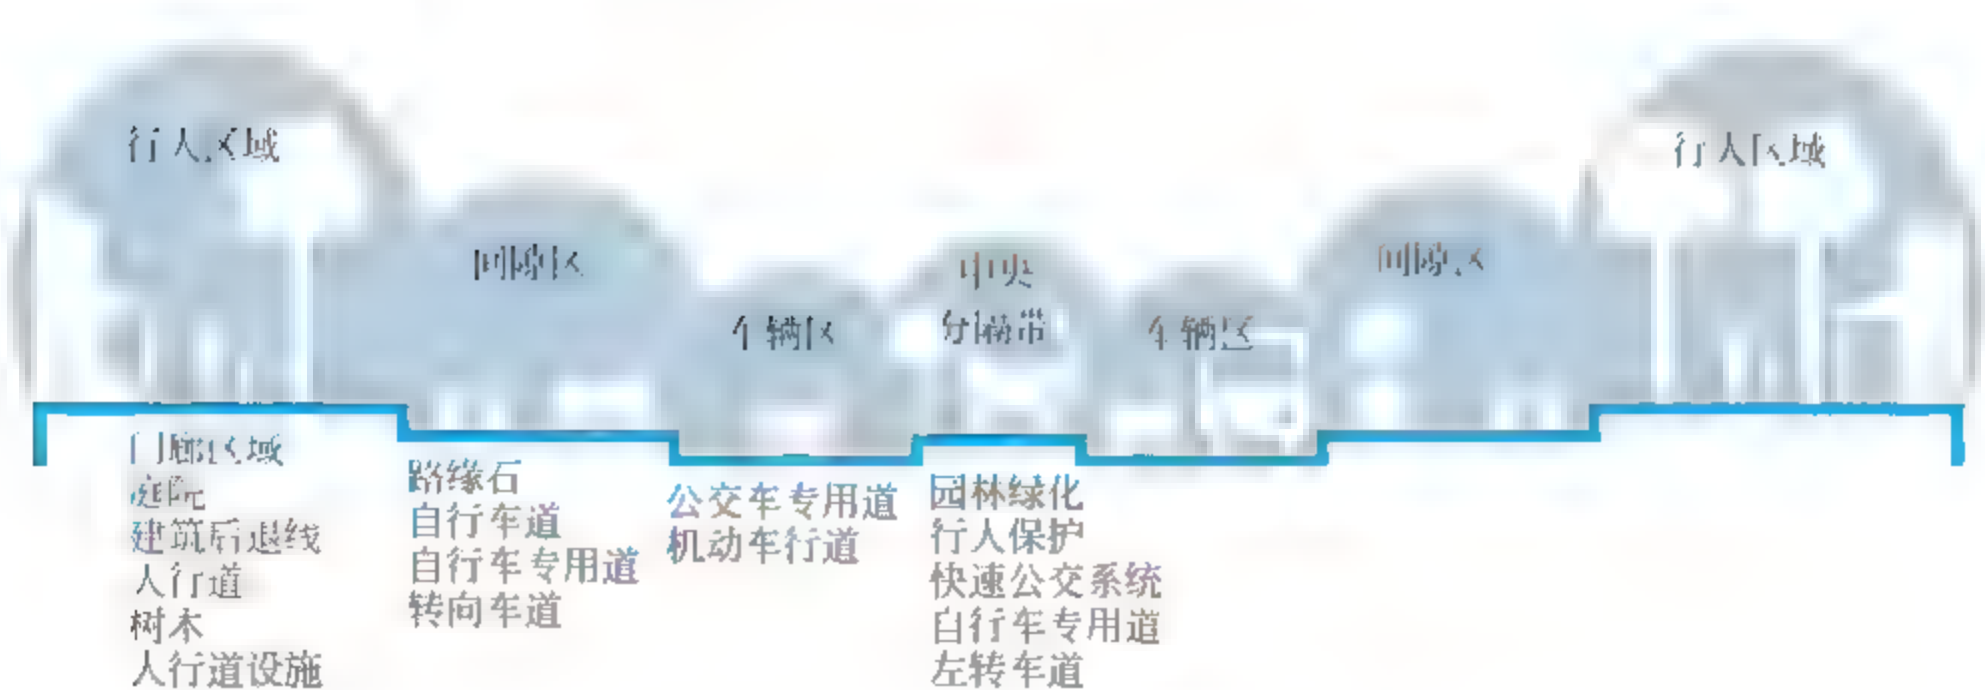 行人区域
行人区域
间隙区
中央
分隔带
间隙区
车辆区
车辆区
门廊区域
庭院
建筑后退线
人行道
树木
人行道设施
路缘石
自行车道
自行车专用道
转向车道
公交车专用道
机动车行道
园林绿化
行人保护
快速公交系统
自行车专用道
左转车道